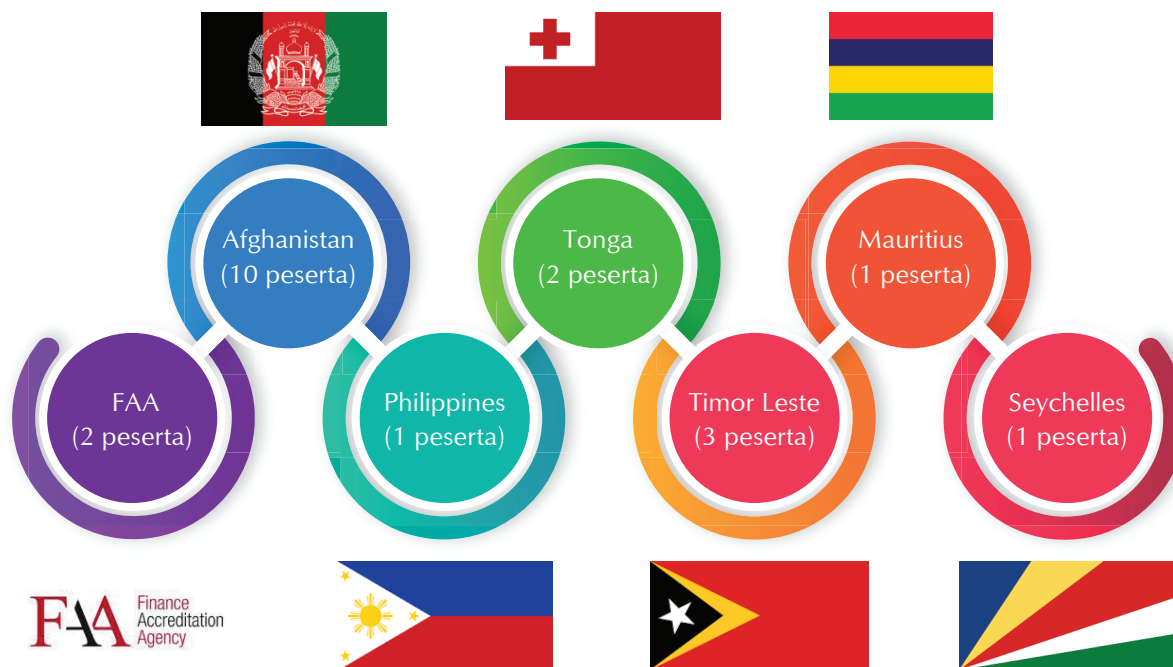 Afghanistan
(10 peserta)
Tonga
(2 peserta)
Mauritius
(1 peserta)
FAA
(2 peserta)
Philippines
(1 peserta)
Timor Leste
(3 peserta)
Seychelles
(1 peserta)
FAA
Finance
Accreditation
Agency